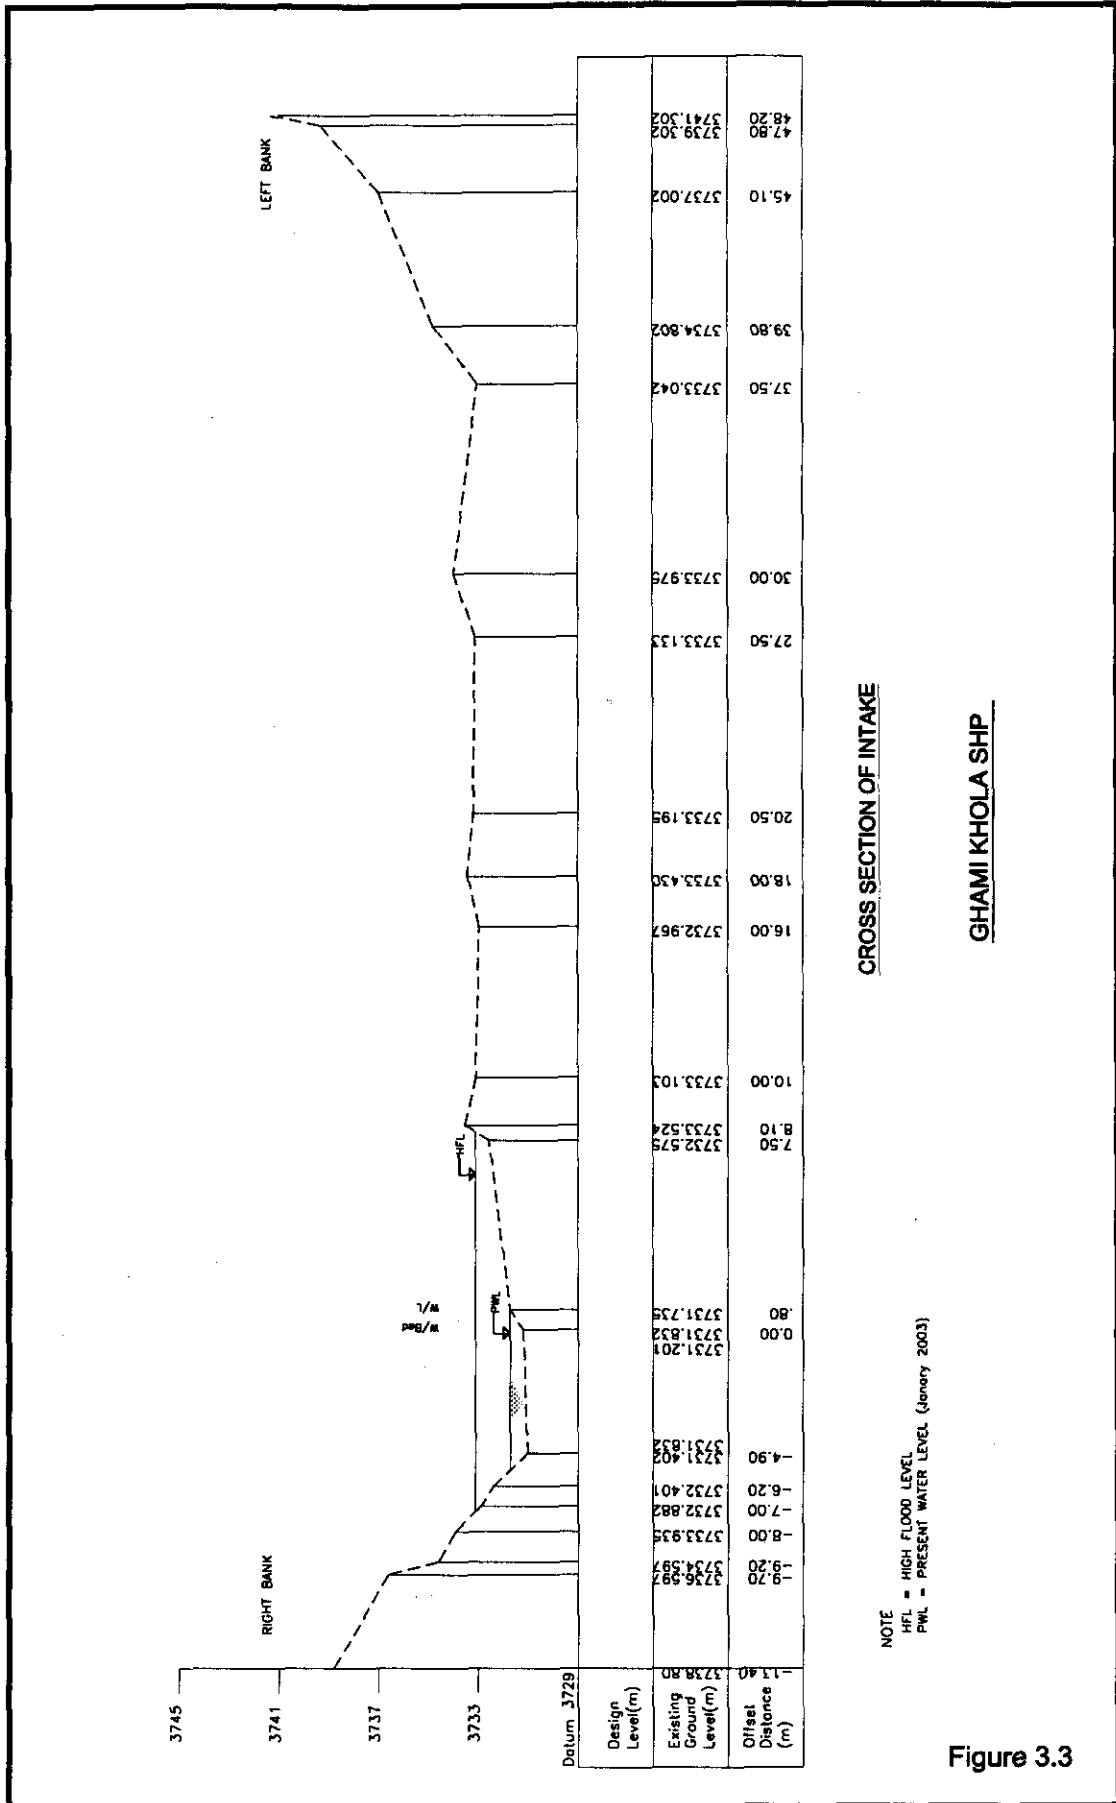 RIGHT BANK
LEFT BANK
3745
3741
3737
3733
Datum 3729
HFL
PWL
W/Bed
W/L
Design
Level(m)
Existing
Ground
Level(m)
3738.80
3736.597
3734.597
3733.935
3732.882
3732.401
3731.402
3731.832
3731.201
3731.832
3731.735
3732.575
3733.524
3733.103
3732.967
3733.430
3733.195
3733.133
3733.975
3733.042
3734.802
3737.002
3739.302
3741.302
Offset
Distance
(m)
-13.40
-9.70
-9.20
-8.00
-7.00
-6.20
-4.90
0.00
.80
7.50
8.10
10.00
16.00
18.00
20.50
27.50
30.00
37.50
39.80
45.10
47.80
48.20
NOTE
HFL = HIGH FLOOD LEVEL
PWL = PRESENT WATER LEVEL (Janary 2003)
CROSS SECTION OF INTAKE
GHAMI KHOLA SHP
Figure 3.3